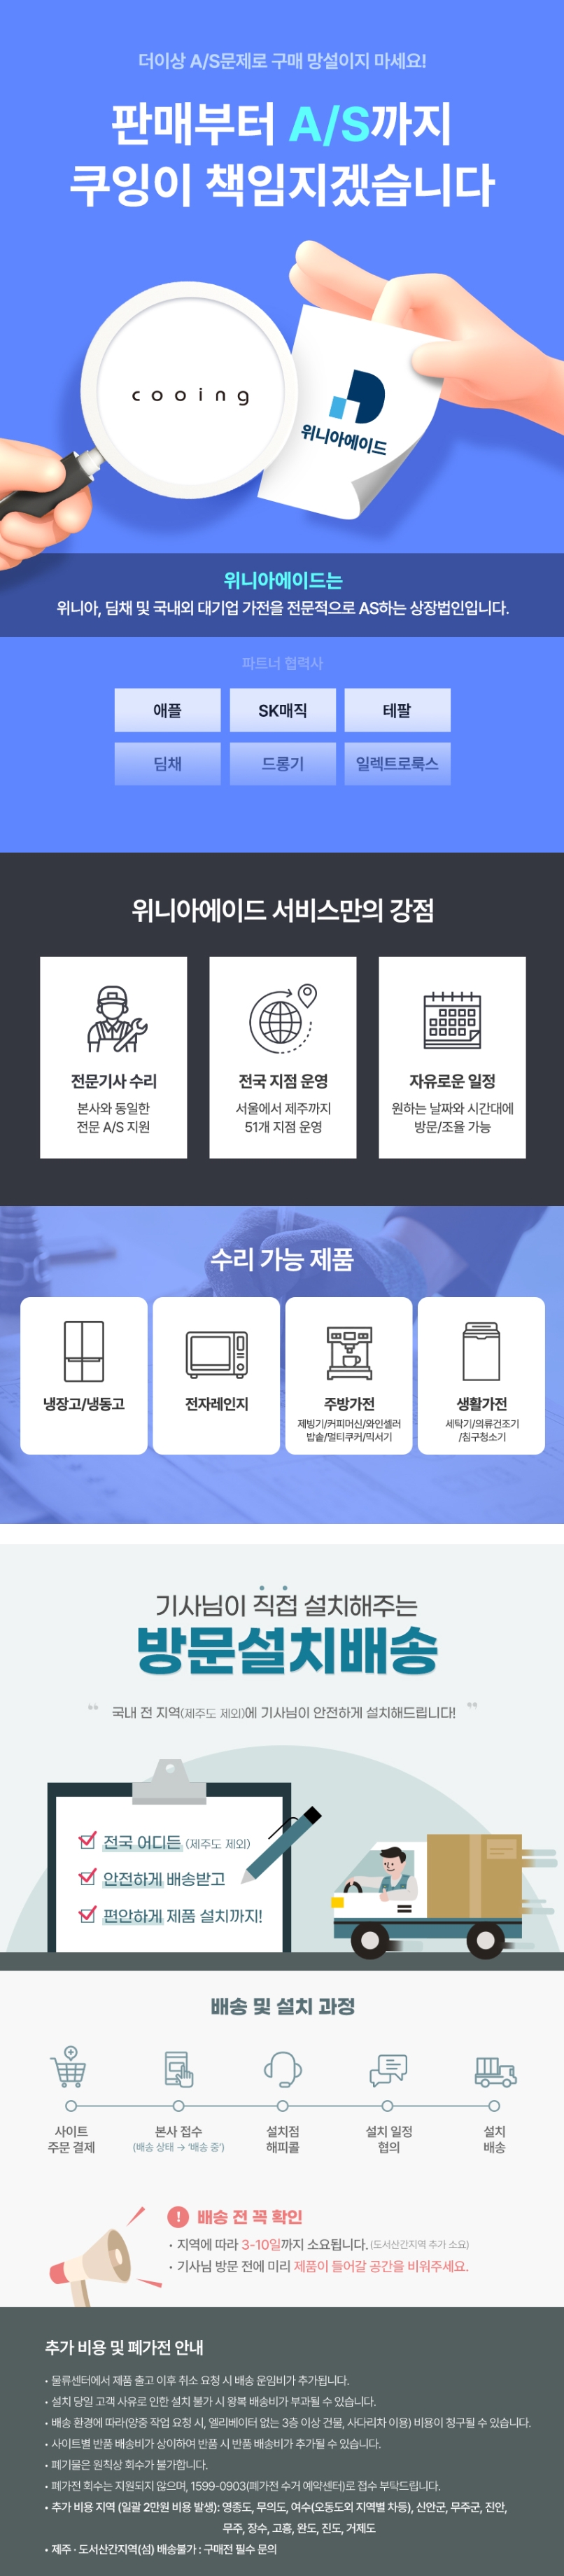 더이상 A/S문제로 구매 망설이지 마세요!
판매부터 A/S까지
쿠잉이 책임지겠습니다
cooing
위니아에이드
위니아에이드는
위니아, 딤채 및 국내외 대기업 가전을 전문적으로 AS하는 상장법인입니다.
파트너 협력사
애플
SK매직
테팔
딤채
드롱기
일렉트로룩스
위니아에이드 서비스만의 강점
전문기사 수리
본사와 동일한
전문 A/S 지원
전국 지점 운영
서울에서 제주까지
51개 지점 운영
자유로운 일정
원하는 날짜와 시간대에
방문/조율 가능
수리 가능 제품
냉장고/냉동고
전자레인지
주방가전
제빙기/커피머신/와인셀러
밥솥/멀티쿠커/믹서기
생활가전
세탁기/의류건조기
/침구청소기
기사님이 직접 설치해주는
방문설치배송
“ 국내 전 지역(제주도 제외)에 기사님이 안전하게 설치해드립니다! ”
전국 어디든 (제주도 제외)
안전하게 배송받고
편안하게 제품 설치까지!
배송 및 설치 과정
사이트
주문 결제
본사 접수
(배송 상태 → '배송 중')
설치점
해피콜
설치 일정
협의
설치
배송
! 배송 전 꼭 확인
• 지역에 따라 3-10일까지 소요됩니다. (도서산간지역 추가 소요)
• 기사님 방문 전에 미리 제품이 들어갈 공간을 비워주세요.
추가 비용 및 폐가전 안내
• 물류센터에서 제품 출고 이후 취소 요청 시 배송 운임비가 추가됩니다.
• 설치 당일 고객 사유로 인한 설치 불가 시 왕복 배송비가 부과될 수 있습니다.
• 배송 환경에 따라(양중 작업 요청 시, 엘리베이터 없는 3층 이상 건물, 사다리차 이용) 비용이 청구될 수 있습니다.
• 사이트별 반품 배송비가 상이하여 반품 시 반품 배송비가 추가될 수 있습니다.
• 폐기물은 원칙상 회수가 불가합니다.
• 폐가전 회수는 지원되지 않으며, 1599-0903(폐가전 수거 예약센터)로 접수 부탁드립니다.
• 추가 비용 지역 (일괄 2만원 비용 발생): 영종도, 무의도, 여수(오동도외 지역별 차등), 신안군, 무주군, 진안,
무주, 장수, 고흥, 완도, 진도, 거제도
• 제주 · 도서산간지역(섬) 배송불가 : 구매전 필수 문의